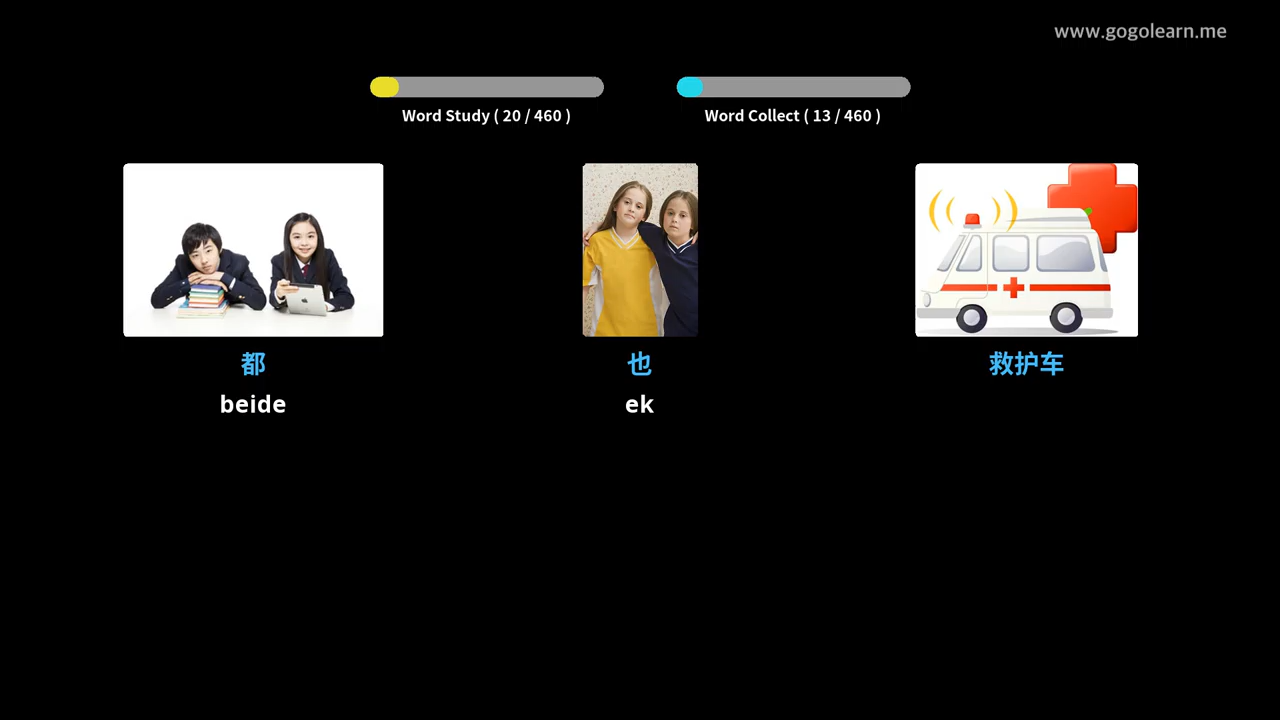 www.gogolearn.me
Word Study ( 20 / 460 )
Word Collect ( 13 / 460 )
都
beide
也
ek
救护车